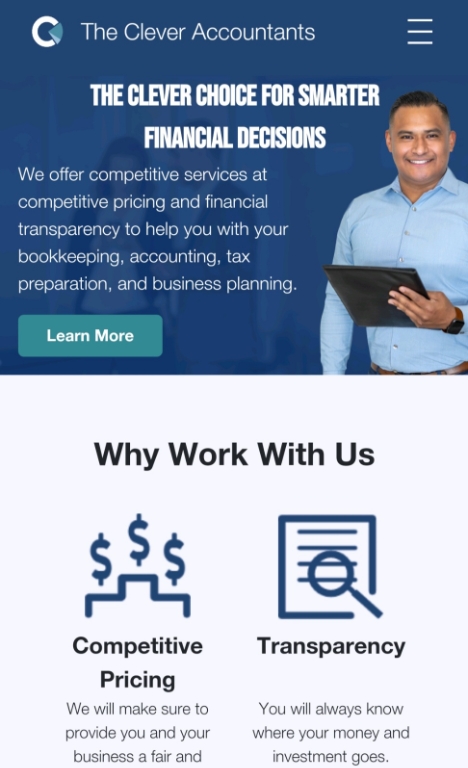 The Clever Accountants
THE CLEVER CHOICE FOR SMARTER
FINANCIAL DECISIONS
We offer competitive services at
competitive pricing and financial
transparency to help you with your
bookkeeping, accounting, tax
preparation, and business planning.
Learn More
Why Work With Us
$ $ $
Competitive
Pricing
We will make sure to
provide you and your
business a fair and
Transparency
You will always know
where your money and
investment goes.